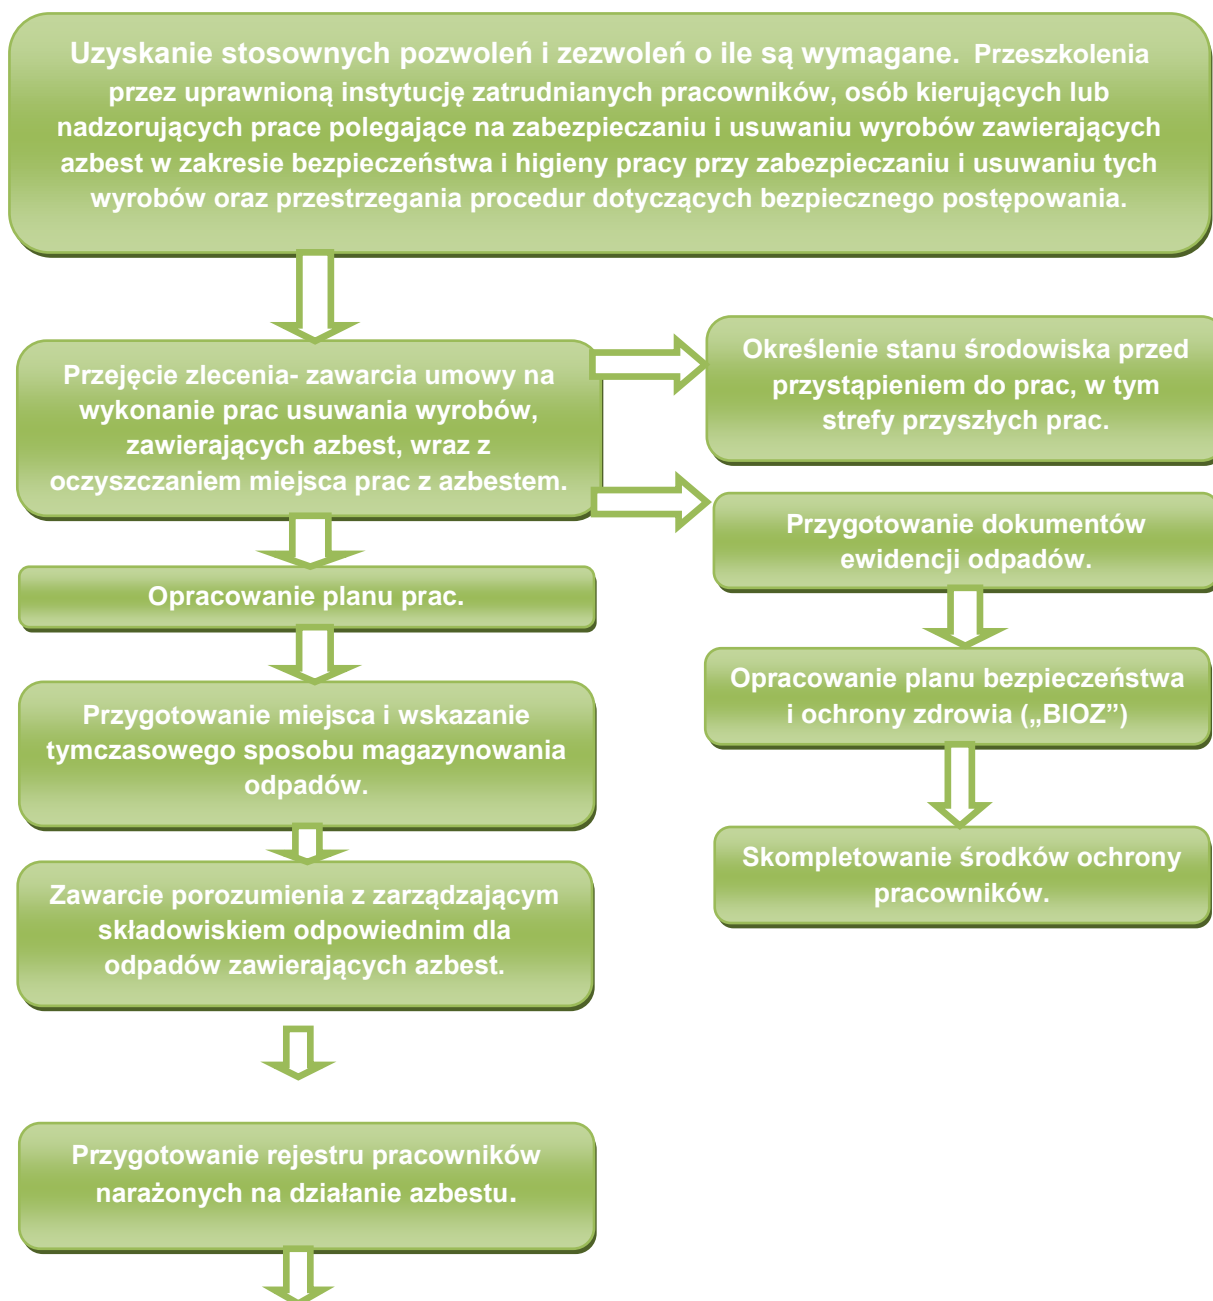 Uzyskanie stosownych pozwoleń i zezwoleń o ile są wymagane. Przeszkolenia
przez uprawnioną instytucję zatrudnianych pracowników, osób kierujących lub
nadzorujących prace polegające na zabezpieczaniu i usuwaniu wyrobów zawierających
azbest w zakresie bezpieczeństwa i higieny pracy przy zabezpieczaniu i usuwaniu tych
wyrobów oraz przestrzegania procedur dotyczących bezpiecznego postępowania.
Przejęcie zlecenia- zawarcia umowy na
wykonanie prac usuwania wyrobów,
zawierających azbest, wraz z
oczyszczaniem miejsca prac z azbestem.
Określenie stanu środowiska przed
przystąpieniem do prac, w tym
strefy przyszłych prac.
Przygotowanie dokumentów
ewidencji odpadów.
Opracowanie planu prac.
Opracowanie planu bezpieczeństwa
i ochrony zdrowia („BIOZ”)
Przygotowanie miejsca i wskazanie
tymczasowego sposobu magazynowania
odpadów.
Skompletowanie środków ochrony
pracowników.
Zawarcie porozumienia z zarządzającym
składowiskiem odpowiednim dla
odpadów zawierających azbest.
Przygotowanie rejestru pracowników
narażonych na działanie azbestu.